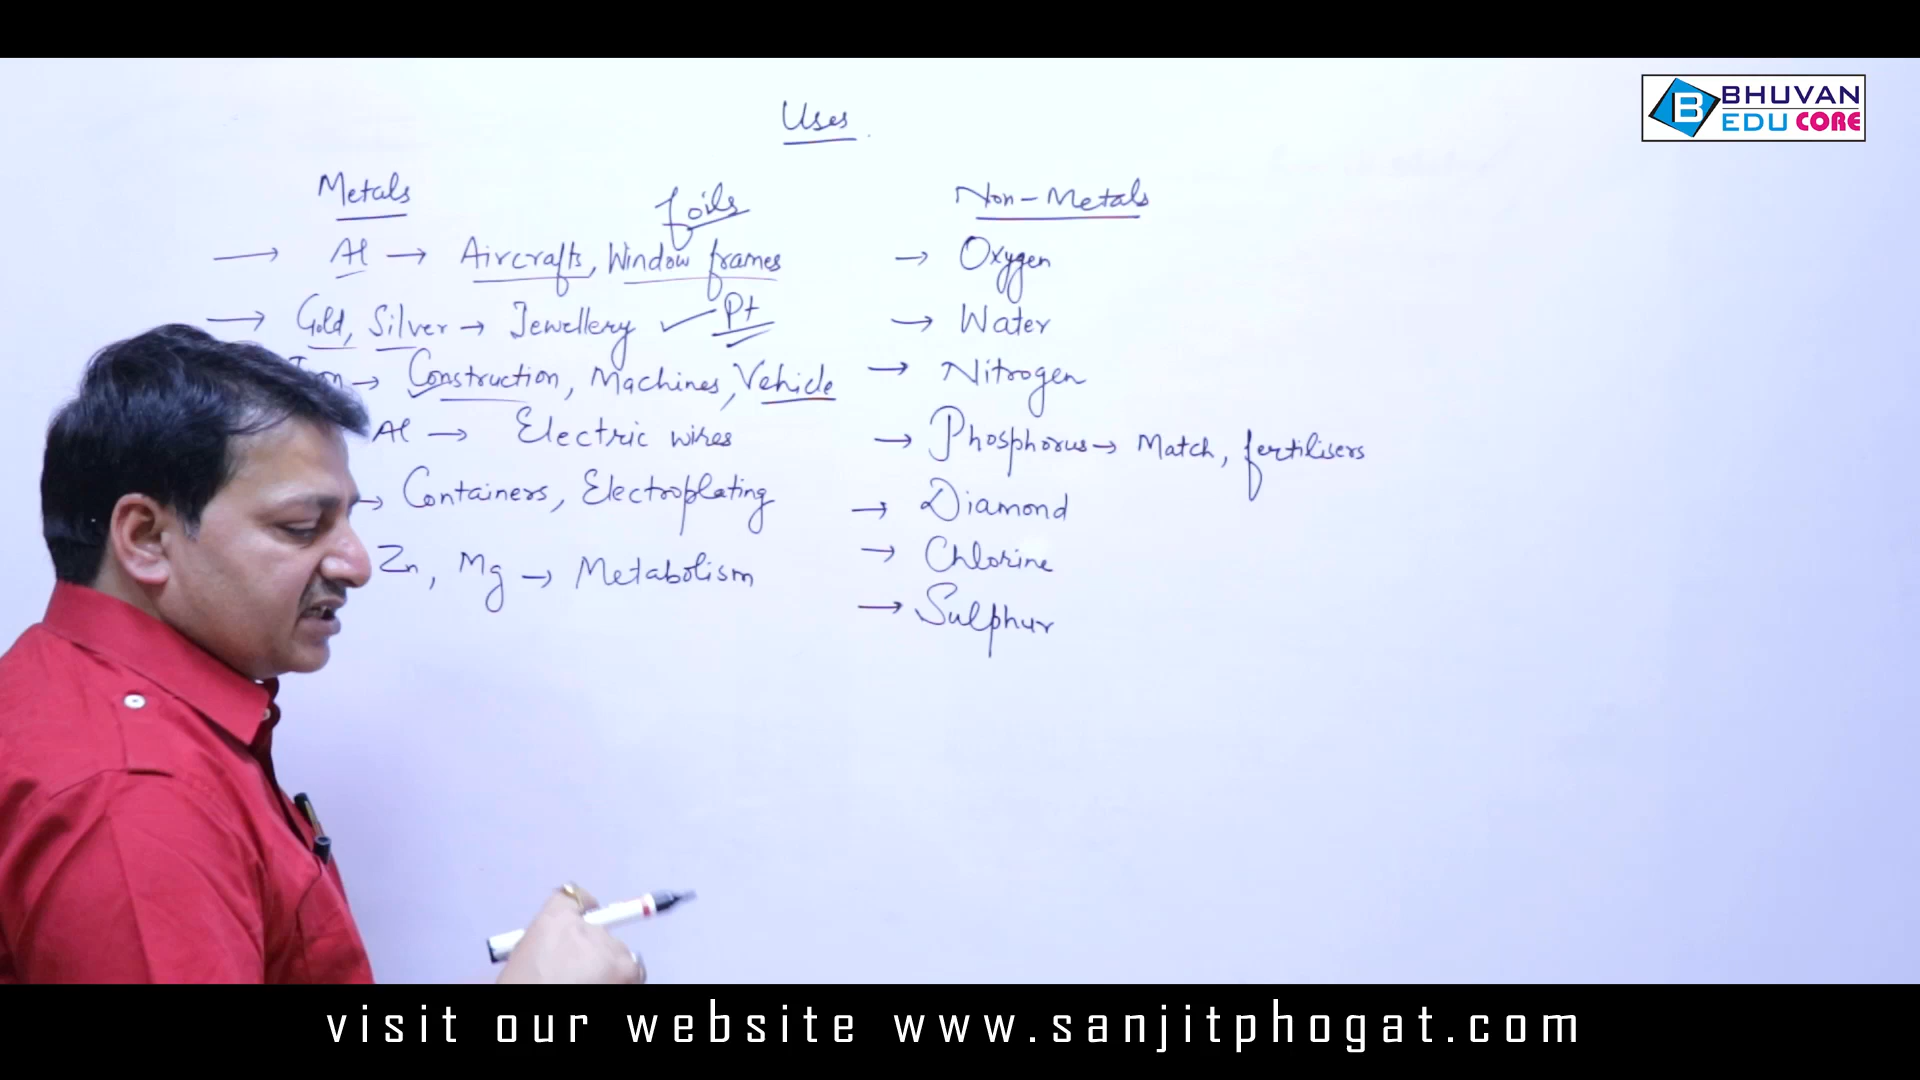 BHUVAN
EDU CORE
Uses
Metals
foils
Al → Aircrafts, Window frames
Gold, Silver → Jewellery ✓ Pt
→ Construction, Machines, Vehicle
Al → Electric wires
→ Containers, Electroplating
Zn, Mg → Metabolism
Non-Metals
→ Oxygen
→ Water
→ Nitrogen
→ Phosphorus → Match, fertilisers
→ Diamond
→ Chlorine
→ Sulphur
visit our website www.sanjitphogat.com